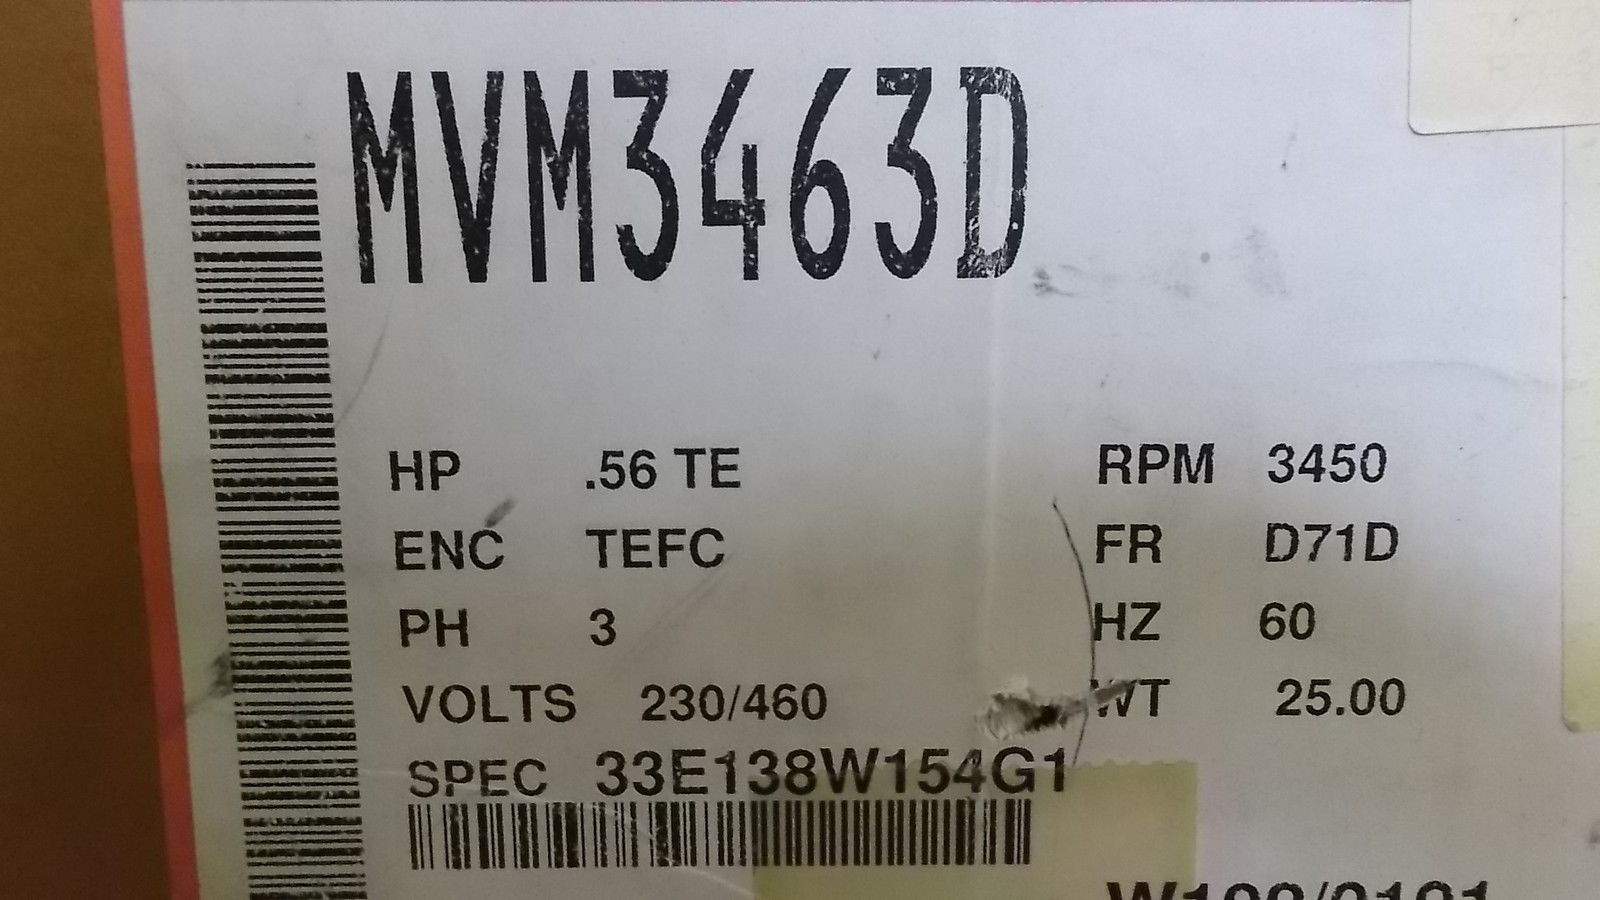 MVM3463D
HP .56 TE RPM 3450
ENC TEFC FR D71D
PH 3 HZ 60
VOLTS 230/460 WT 25.00
SPEC 33E138W154G1